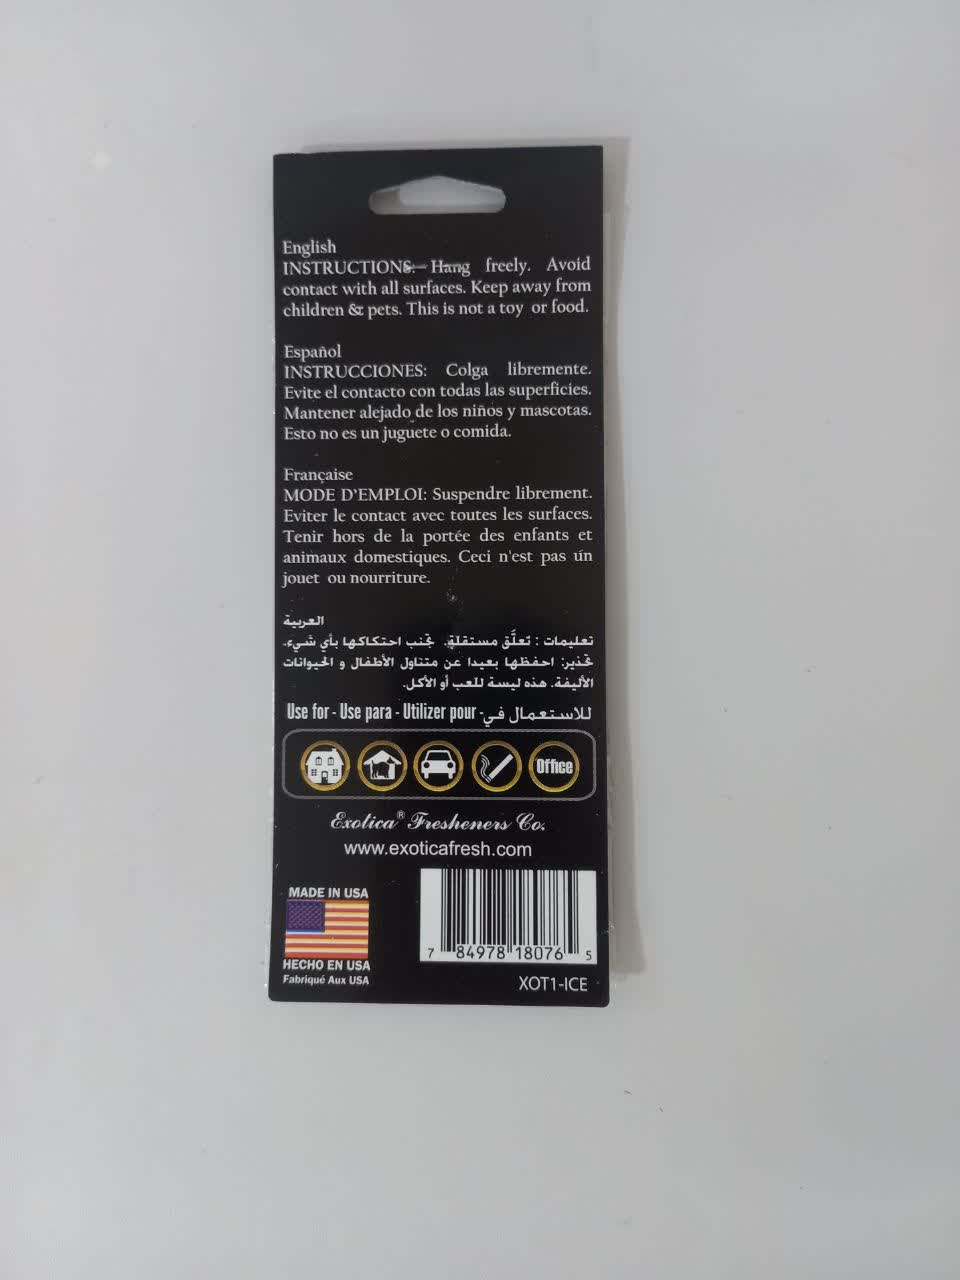 English
INSTRUCTIONS: Hang freely. Avoid
contact with all surfaces. Keep away from
children & pets. This is not a toy or food.
Español
INSTRUCCIONES: Colga libremente.
Evite el contacto con todas las superficies.
Mantener alejado de los niños y mascotas.
Esto no es un juguete o comida.
Française
MODE D'EMPLOI: Suspendre librement.
Eviter le contact avec toutes les surfaces.
Tenir hors de la portée des enfants et
animaux domestiques. Ceci n'est pas ún
jouet ou nourriture.
العربية
تعليمات : تعلَّق مستقلة. تجنب احتكاكها بأي شيء.
تحذير: احفظها بعيدا عن متناول الأطفال و الحيوانات
الأليفة. هذه ليسة للعب أو الأكل.
Use for - Use para - Utilizer pour - للاستعمال في
Office
Exotica® Fresheners Co.
www.exoticafresh.com
MADE IN USA
HECHO EN USA
Fabriqué Aux USA
7 84978 18076 5
XOT1-ICE